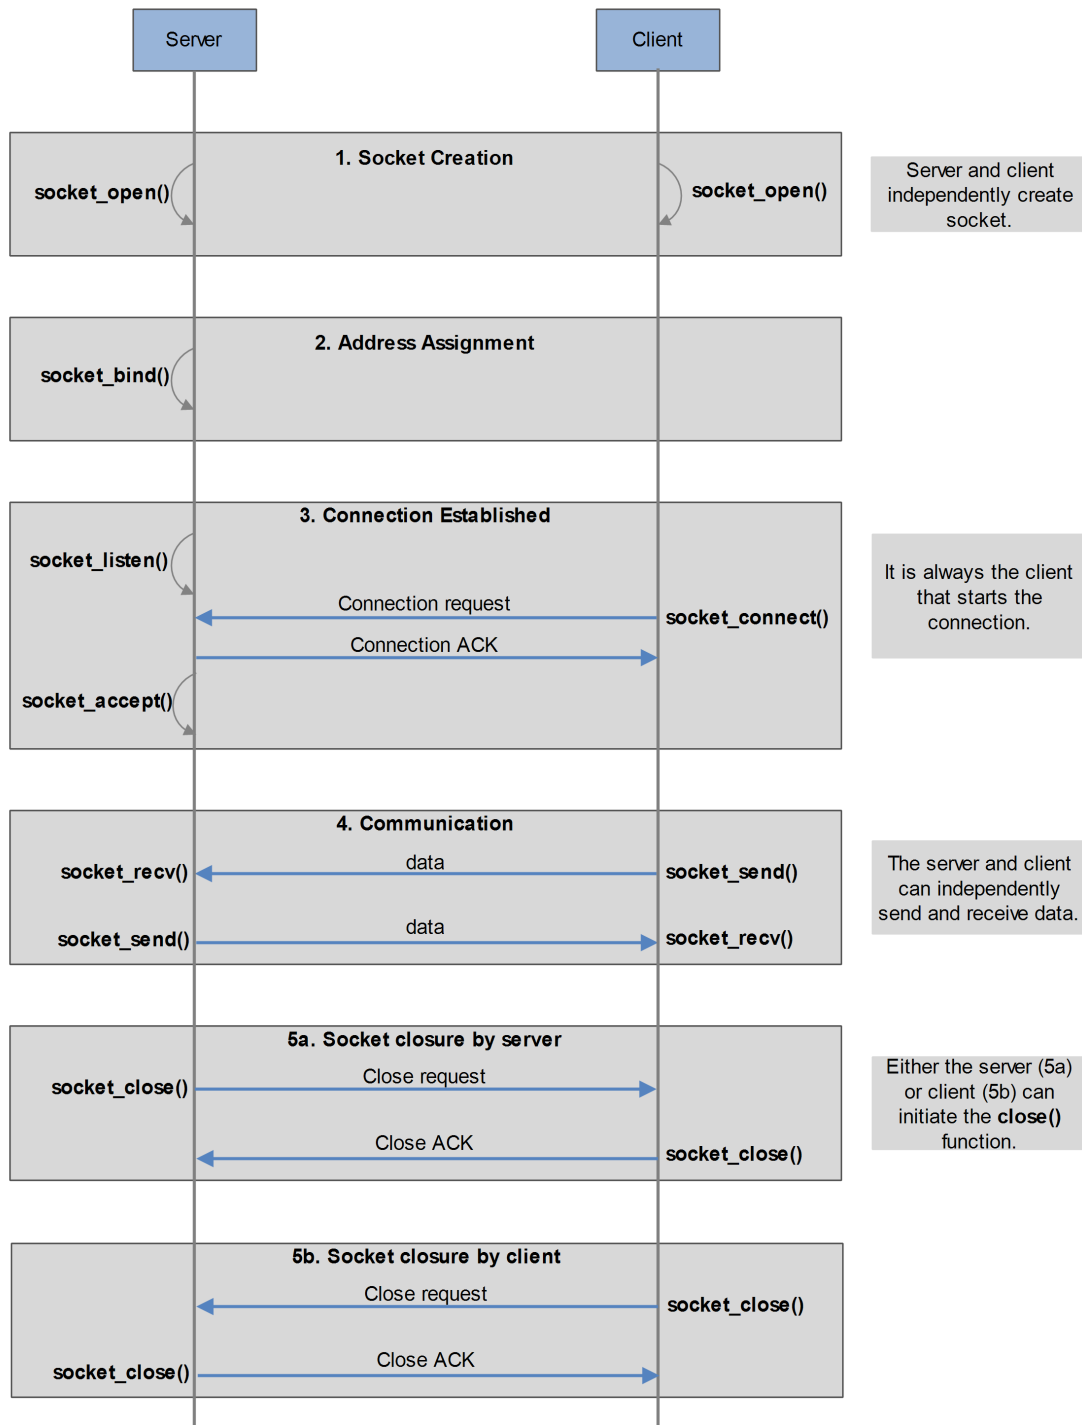 Server
Client
1. Socket Creation
socket_open()
socket_open()
Server and client
independently create
socket.
2. Address Assignment
socket_bind()
3. Connection Established
socket_listen()
Connection request
socket_connect()
Connection ACK
socket_accept()
It is always the client
that starts the
connection.
4. Communication
socket_recv()
data
socket_send()
socket_send()
data
socket_recv()
The server and client
can independently
send and receive data.
5a. Socket closure by server
socket_close()
Close request
Close ACK
socket_close()
Either the server (5a)
or client (5b) can
initiate the close()
function.
5b. Socket closure by client
Close request
socket_close()
socket_close()
Close ACK